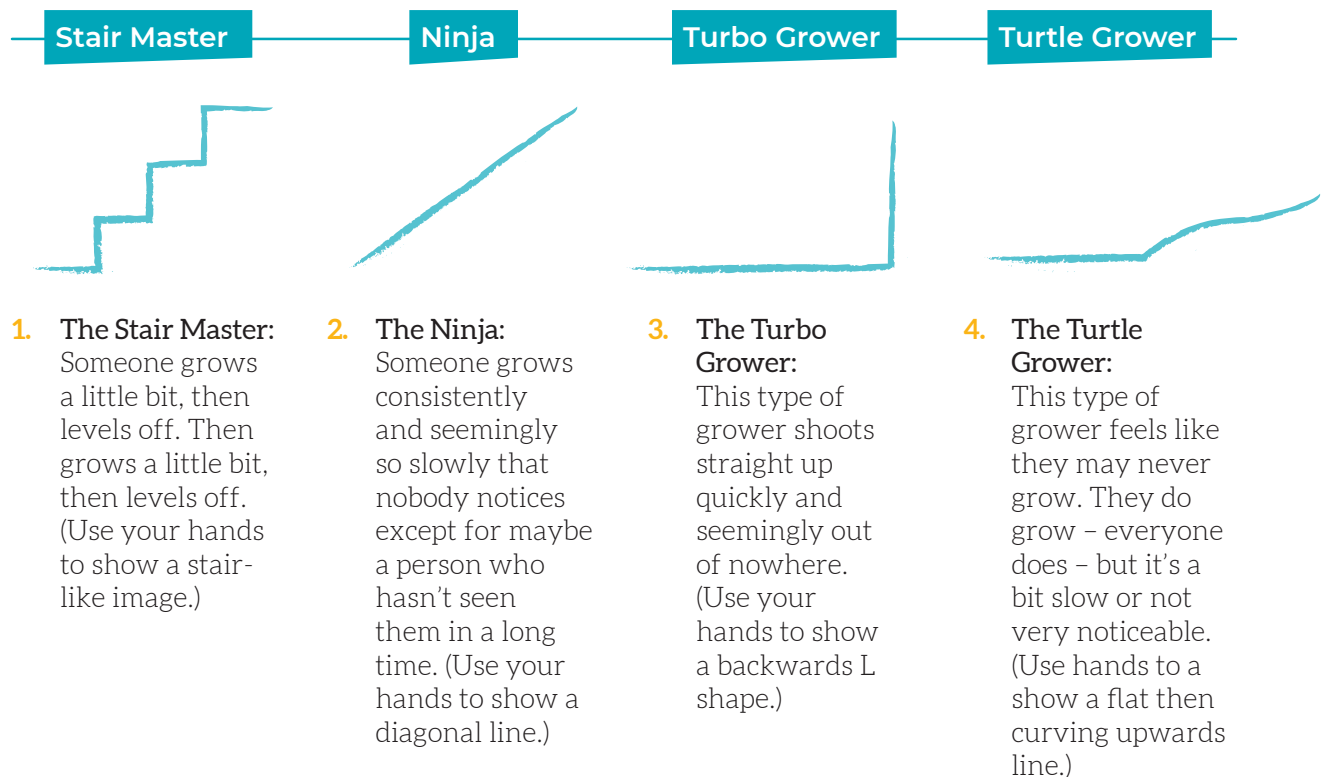 Stair Master
Ninja
Turbo Grower
Turtle Grower
1. The Stair Master:
Someone grows
a little bit, then
levels off. Then
grows a little bit,
then levels off.
(Use your hands
to show a stair-
like image.)
2. The Ninja:
Someone grows
consistently
and seemingly
so slowly that
nobody notices
except for maybe
a person who
hasn’t seen
them in a long
time. (Use your
hands to show a
diagonal line.)
3. The Turbo
Grower:
This type of
grower shoots
straight up
quickly and
seemingly out
of nowhere.
(Use your
hands to show
a backwards L
shape.)
4. The Turtle
Grower:
This type of
grower feels like
they may never
grow. They do
grow – everyone
does – but it’s a
bit slow or not
very noticeable.
(Use hands to a
show a flat then
curving upwards
line.)